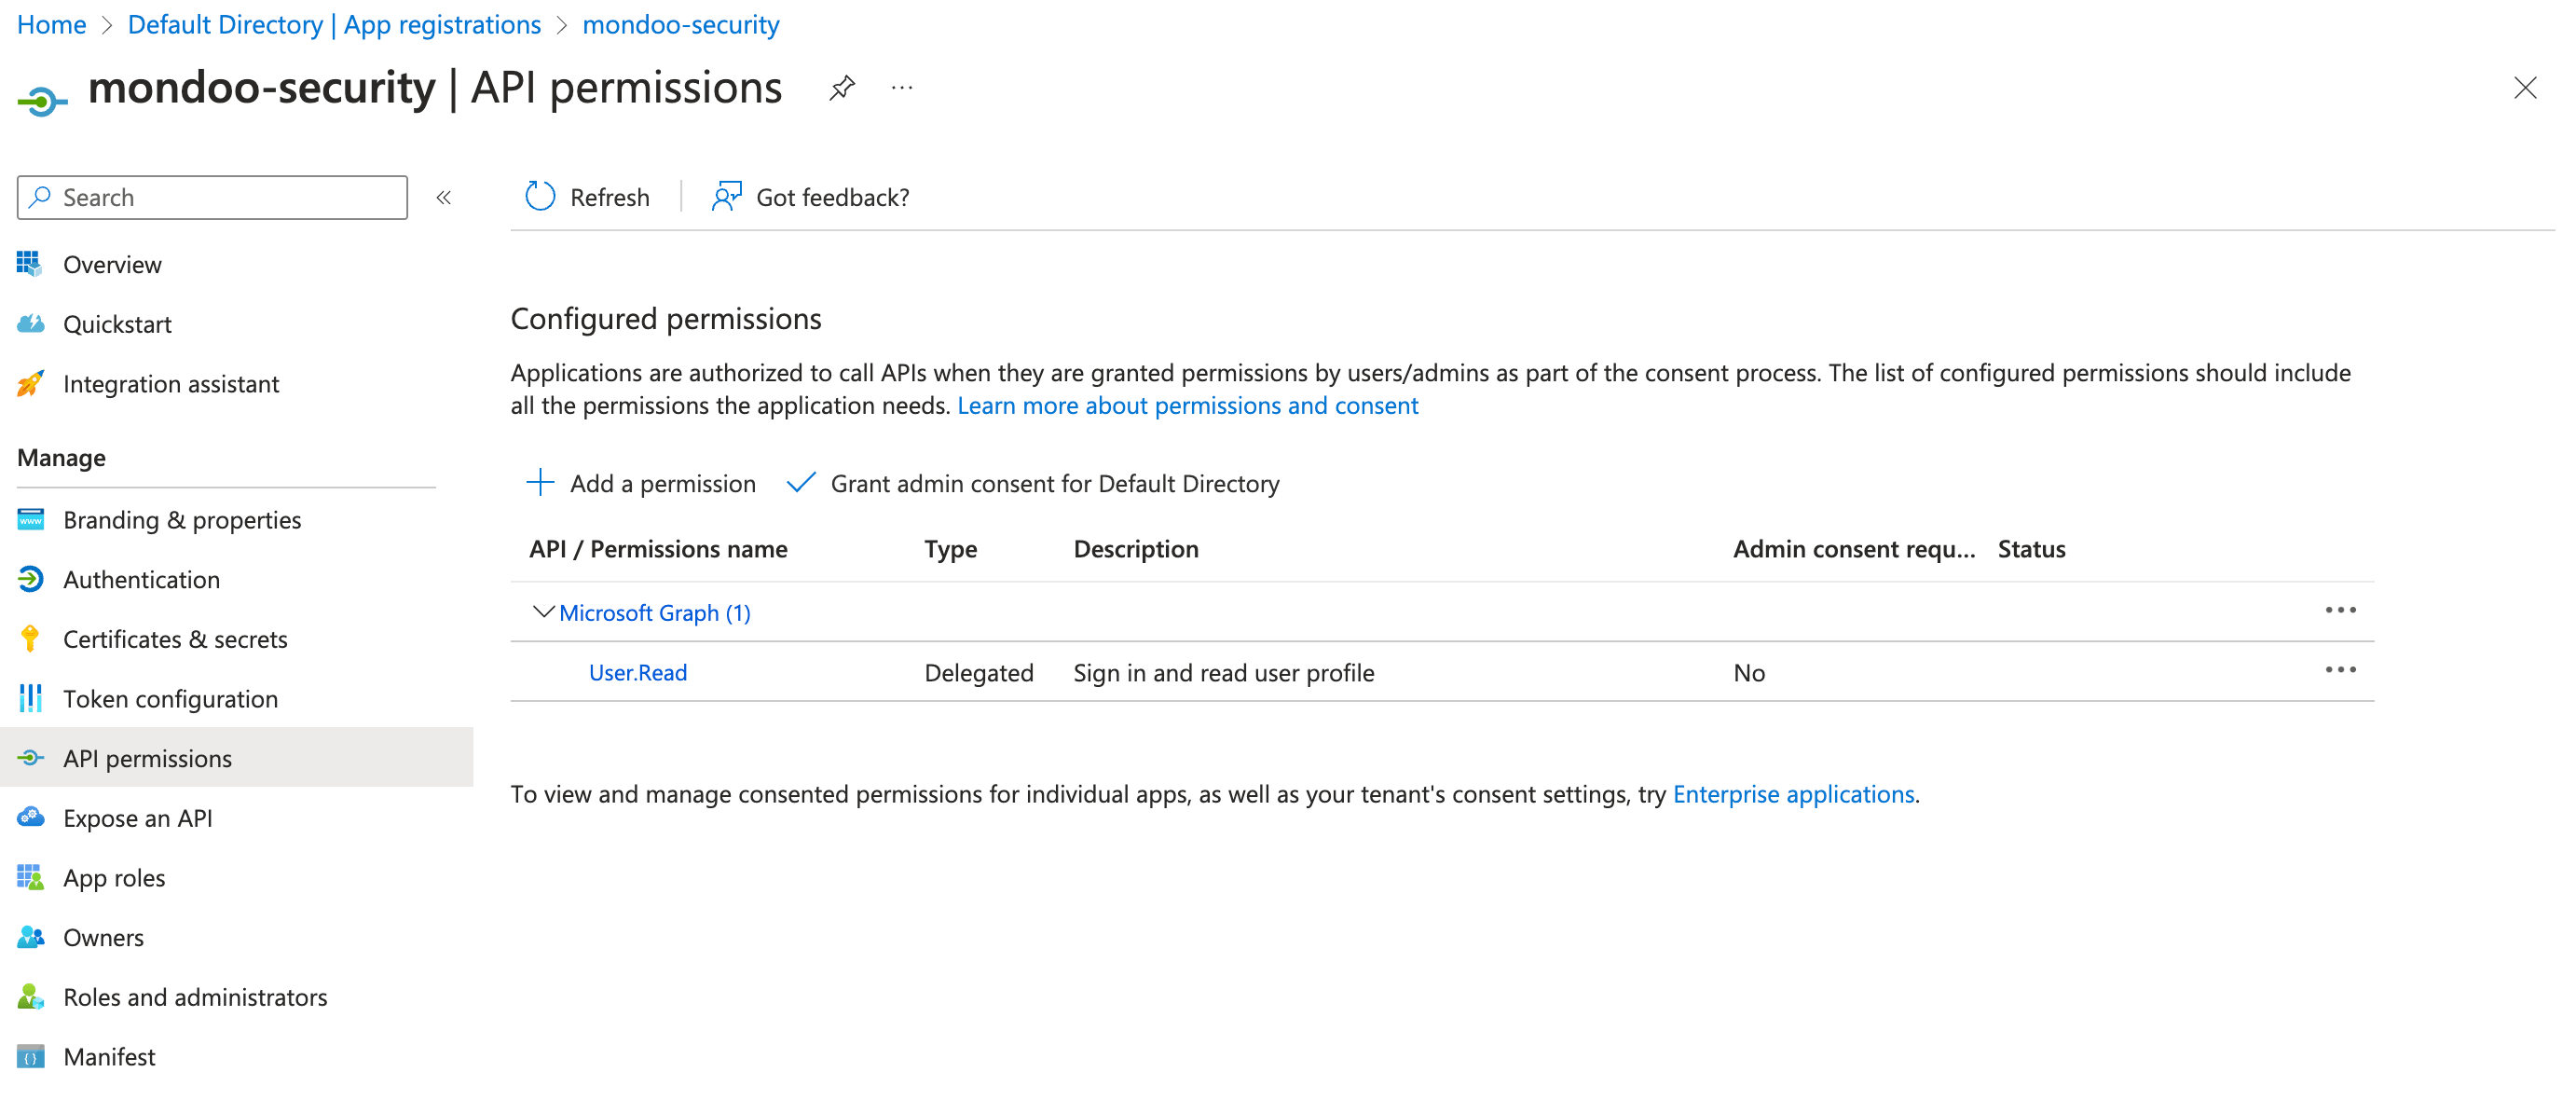 Home > Default Directory | App registrations > mondoo-security
mondoo-security | API permissions
Search
Refresh
Got feedback?
Overview
Quickstart
Integration assistant
Manage
Branding & properties
Authentication
Certificates & secrets
Token configuration
API permissions
Expose an API
App roles
Owners
Roles and administrators
Manifest
Configured permissions
Applications are authorized to call APIs when they are granted permissions by users/admins as part of the consent process. The list of configured permissions should include
all the permissions the application needs. Learn more about permissions and consent
Add a permission Grant admin consent for Default Directory
API / Permissions name Type Description Admin consent requ... Status
Microsoft Graph (1)
User.Read Delegated Sign in and read user profile No
To view and manage consented permissions for individual apps, as well as your tenant's consent settings, try Enterprise applications.